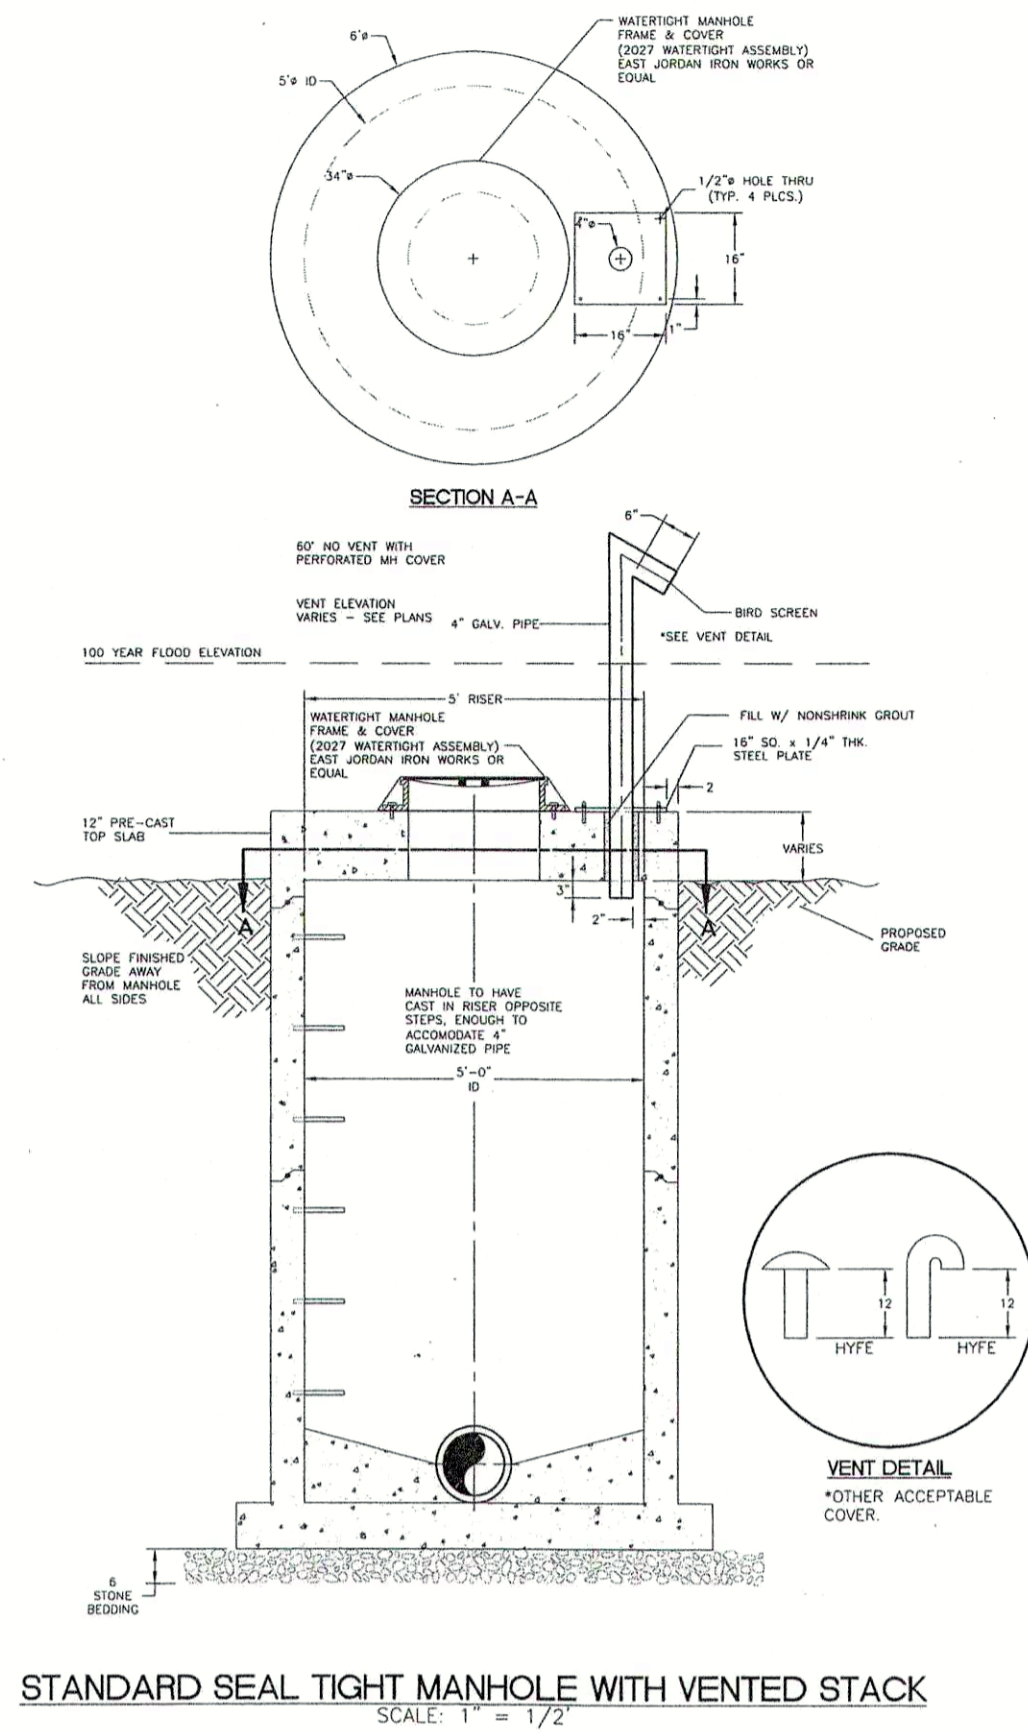 WATERTIGHT MANHOLE
FRAME & COVER
(2027 WATERTIGHT ASSEMBLY)
EAST JORDAN IRON WORKS OR
EQUAL
6'ø
5'ø ID
34"ø
1/2"ø HOLE THRU
(TYP. 4 PLCS.)
4"ø
16"
16"
1"
SECTION A-A
60' NO VENT WITH
PERFORATED MH COVER
VENT ELEVATION
VARIES - SEE PLANS
6"
4" GALV. PIPE
BIRD SCREEN
*SEE VENT DETAIL
100 YEAR FLOOD ELEVATION
5' RISER
WATERTIGHT MANHOLE
FRAME & COVER
(2027 WATERTIGHT ASSEMBLY)
EAST JORDAN IRON WORKS OR
EQUAL
FILL W/ NONSHRINK GROUT
16" SQ. x 1/4" THK.
STEEL PLATE
2
12" PRE-CAST
TOP SLAB
VARIES
3"
2"
A
A
PROPOSED
GRADE
SLOPE FINISHED
GRADE AWAY
FROM MANHOLE
ALL SIDES
MANHOLE TO HAVE
CAST IN RISER OPPOSITE
STEPS, ENOUGH TO
ACCOMODATE 4"
GALVANIZED PIPE
5'-0"
ID
12
12
HYFE
HYFE
VENT DETAIL
*OTHER ACCEPTABLE
COVER.
6
STONE
BEDDING
STANDARD SEAL TIGHT MANHOLE WITH VENTED STACK
SCALE: 1" = 1/2'